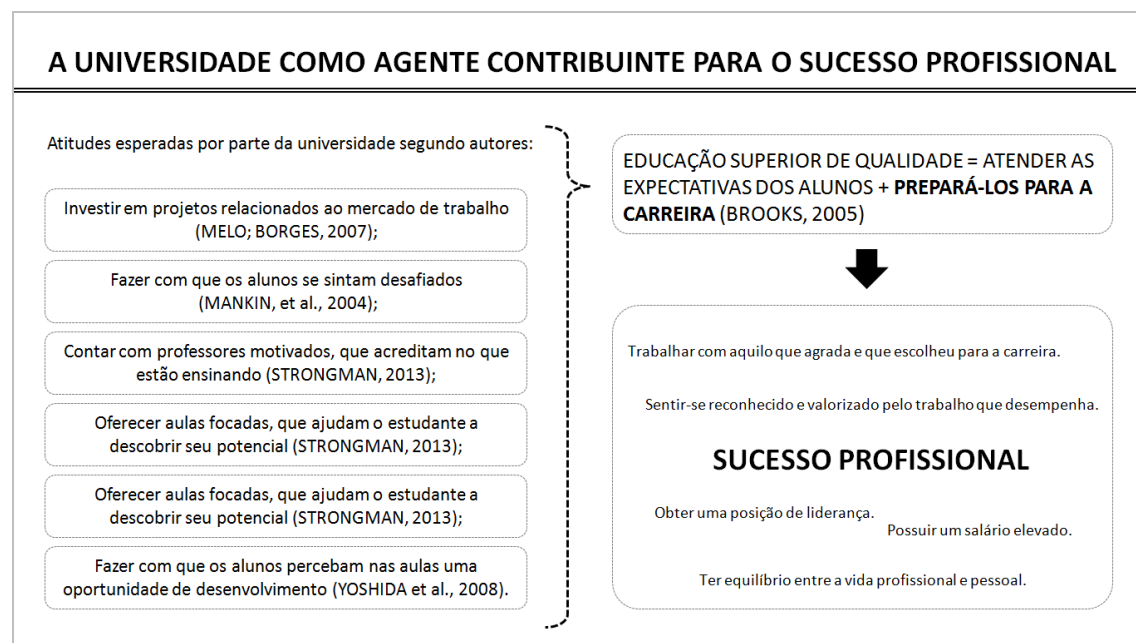 A UNIVERSIDADE COMO AGENTE CONTRIBUINTE PARA O SUCESSO PROFISSIONAL
Atitudes esperadas por parte da universidade segundo autores:
Investir em projetos relacionados ao mercado de trabalho
(MELO; BORGES, 2007);
Fazer com que os alunos se sintam desafiados
(MANKIN, et al., 2004);
Contar com professores motivados, que acreditam no que
estão ensinando (STRONGMAN, 2013);
Oferecer aulas focadas, que ajudam o estudante a
descobrir seu potencial (STRONGMAN, 2013);
Oferecer aulas focadas, que ajudam o estudante a
descobrir seu potencial (STRONGMAN, 2013);
Fazer com que os alunos percebam nas aulas uma
oportunidade de desenvolvimento (YOSHIDA et al., 2008).
EDUCAÇÃO SUPERIOR DE QUALIDADE = ATENDER AS
EXPECTATIVAS DOS ALUNOS + PREPARÁ-LOS PARA A
CARREIRA (BROOKS, 2005)
Trabalhar com aquilo que agrada e que escolheu para a carreira.
Sentir-se reconhecido e valorizado pelo trabalho que desempenha.
SUCESSO PROFISSIONAL
Obter uma posição de liderança.
Possuir um salário elevado.
Ter equilíbrio entre a vida profissional e pessoal.